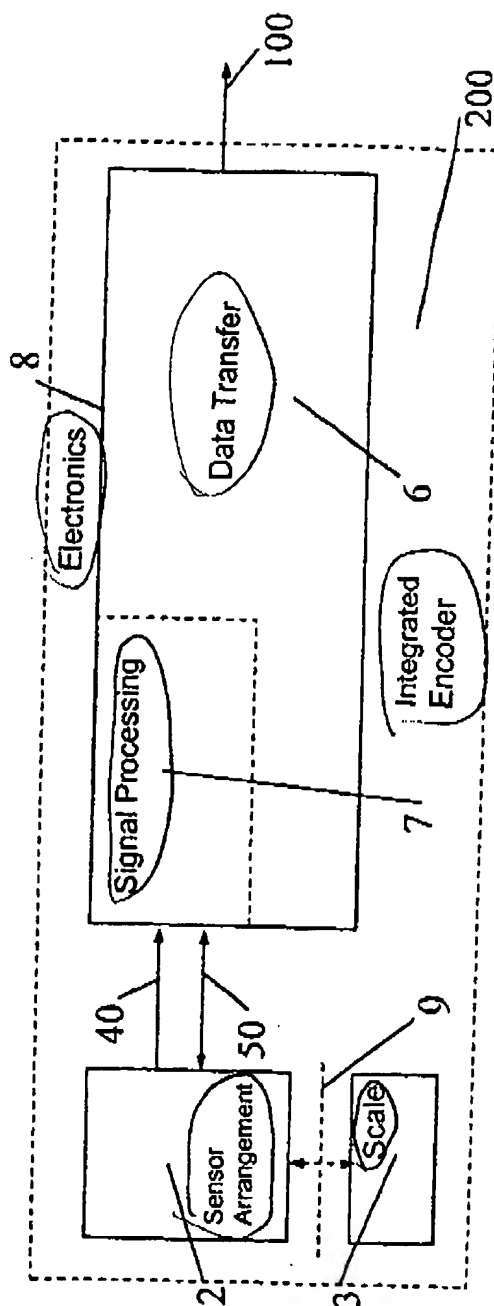 100
8
Electronics
Signal Processing
Data Transfer
40
50
7
6
Integrated
Encoder
200
Sensor
Arrangement
9
Scale
2
3